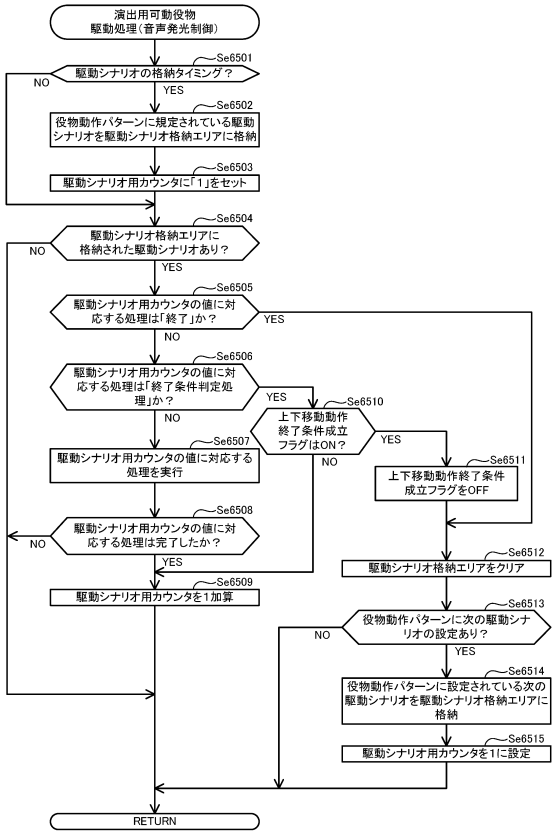 演出用可動役物
駆動処理(音声発光制御)
Se6501
駆動シナリオの格納タイミング？
NO
YES
Se6502
役物動作パターンに規定されている駆動
シナリオを駆動シナリオ格納エリアに格納
Se6503
駆動シナリオ用カウンタに「1」をセット
Se6504
駆動シナリオ格納エリアに
格納された駆動シナリオあり？
NO
YES
Se6505
駆動シナリオ用カウンタの値に対
応する処理は「終了」か？
YES
NO
Se6506
駆動シナリオ用カウンタの値に対
応する処理は「終了条件判定処
理」か？
YES
NO
Se6510
上下移動動作
終了条件成立
フラグはON？
YES
NO
Se6507
駆動シナリオ用カウンタの値に対応する
処理を実行
Se6511
上下移動動作終了条件
成立フラグをOFF
Se6508
駆動シナリオ用カウンタの値に対
応する処理は完了したか？
NO
YES
Se6509
駆動シナリオ用カウンタを1加算
Se6512
駆動シナリオ格納エリアをクリア
Se6513
役物動作パターンに次の駆動シナ
リオの設定あり？
NO
YES
Se6514
役物動作パターンに設定されている次の
駆動シナリオを駆動シナリオ格納エリアに
格納
Se6515
駆動シナリオ用カウンタを1に設定
RETURN